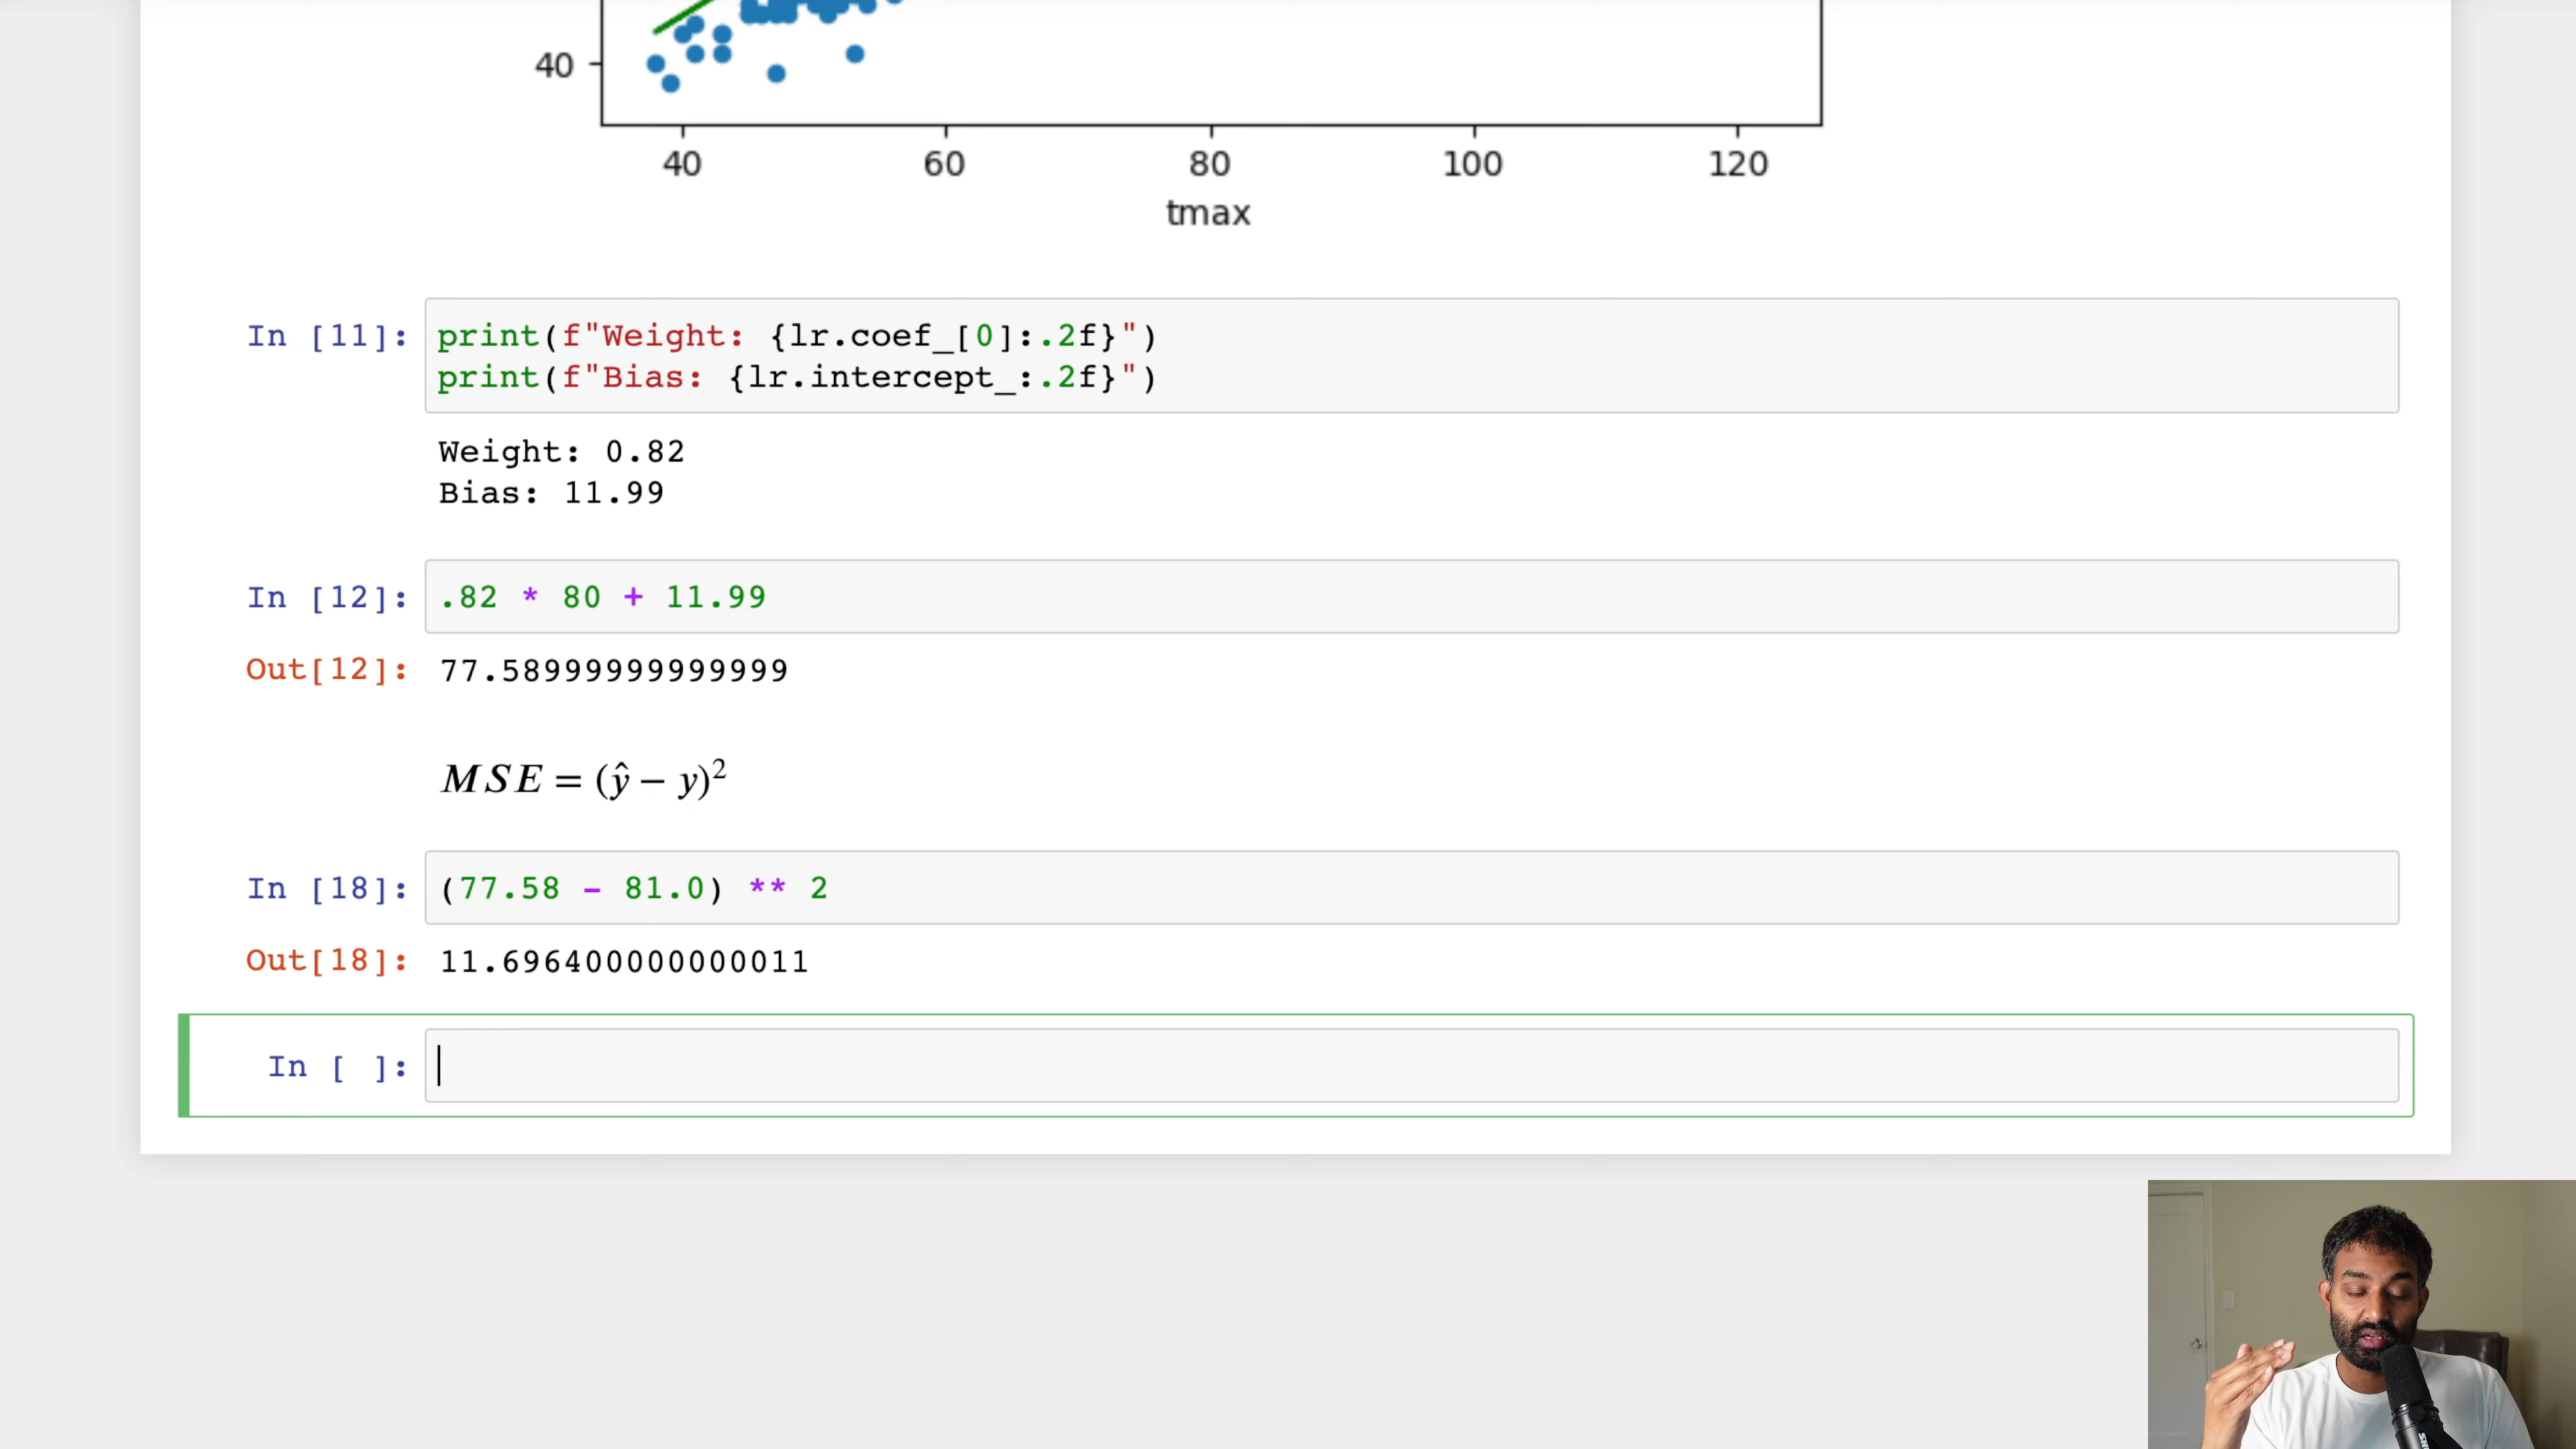 40
40 60 80 100 120
tmax
In [11]: print(f"Weight: {lr.coef_[0]:.2f}")
print(f"Bias: {lr.intercept_:.2f}")
Weight: 0.82
Bias: 11.99
In [12]: .82 * 80 + 11.99
Out[12]: 77.58999999999999
MSE = (ŷ − y)²
In [18]: (77.58 - 81.0) ** 2
Out[18]: 11.696400000000011
In [ ]: